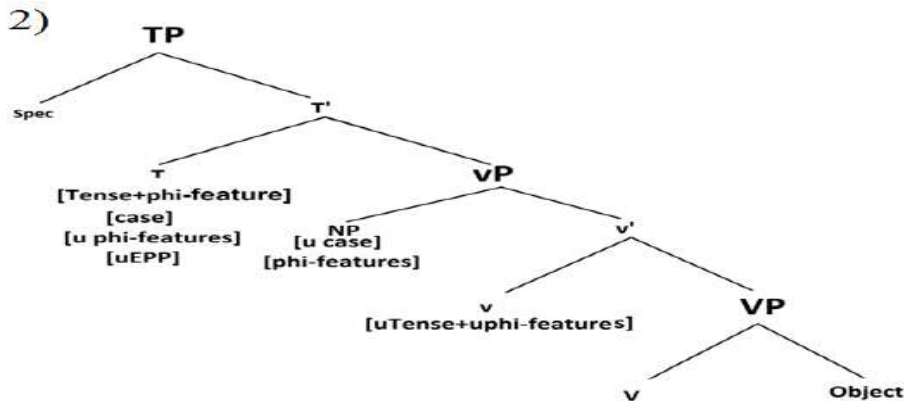 2)
TP
Spec
T'
T
[Tense+phi-feature]
[case]
[u phi-features]
[uEPP]
vP
NP
[u case]
[phi-features]
v'
v
[uTense+uphi-features]
VP
V
Object